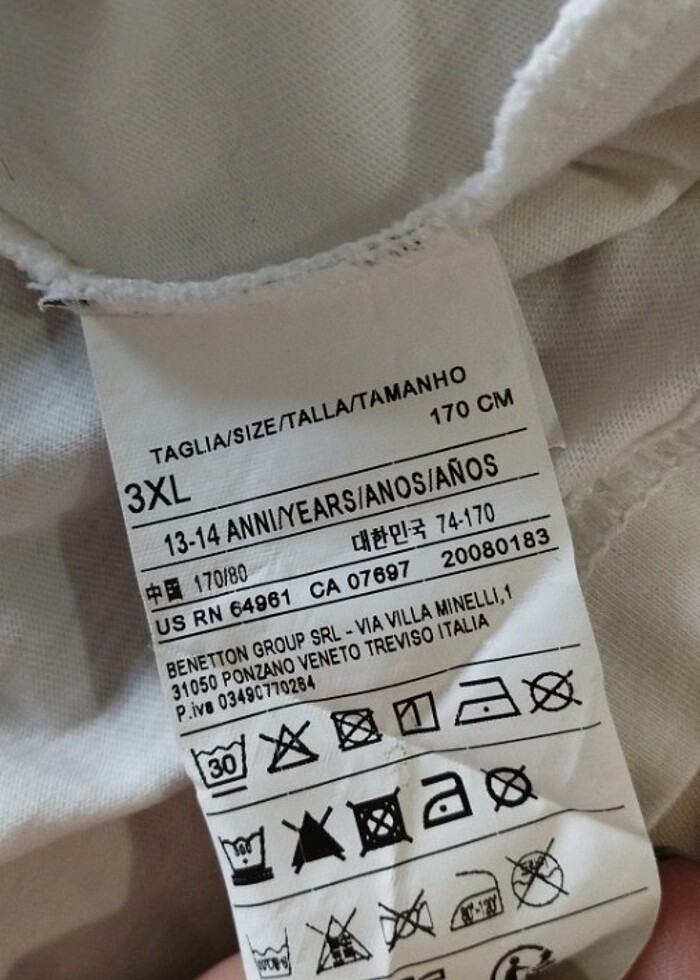 TAGLIA/SIZE/TALLA/TAMANHO
170 CM
3XL
13-14 ANNI/YEARS/ANOS/AÑOS
대한민국 74-170
中国 170/80
US RN 64961 CA 07697 20080183
BENETTON GROUP SRL - VIA VILLA MINELLI,1
31050 PONZANO VENETO TREVISO ITALIA
P.iva 03490770264
30